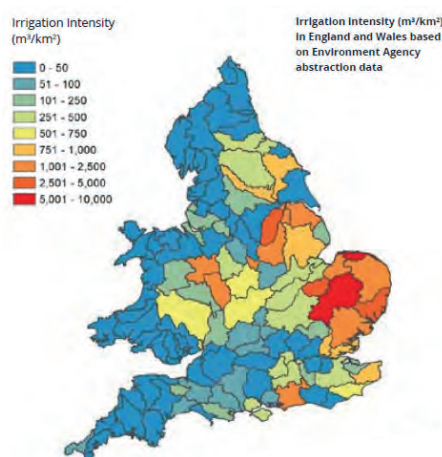 Irrigation Intensity
(m³/km²)
0 - 50
51 - 100
101 - 250
251 - 500
501 - 750
751 - 1,000
1,001 - 2,500
2,501 - 5,000
5,001 - 10,000
Irrigation Intensity (m³/km²)
in England and Wales based
on Environment Agency
abstraction data